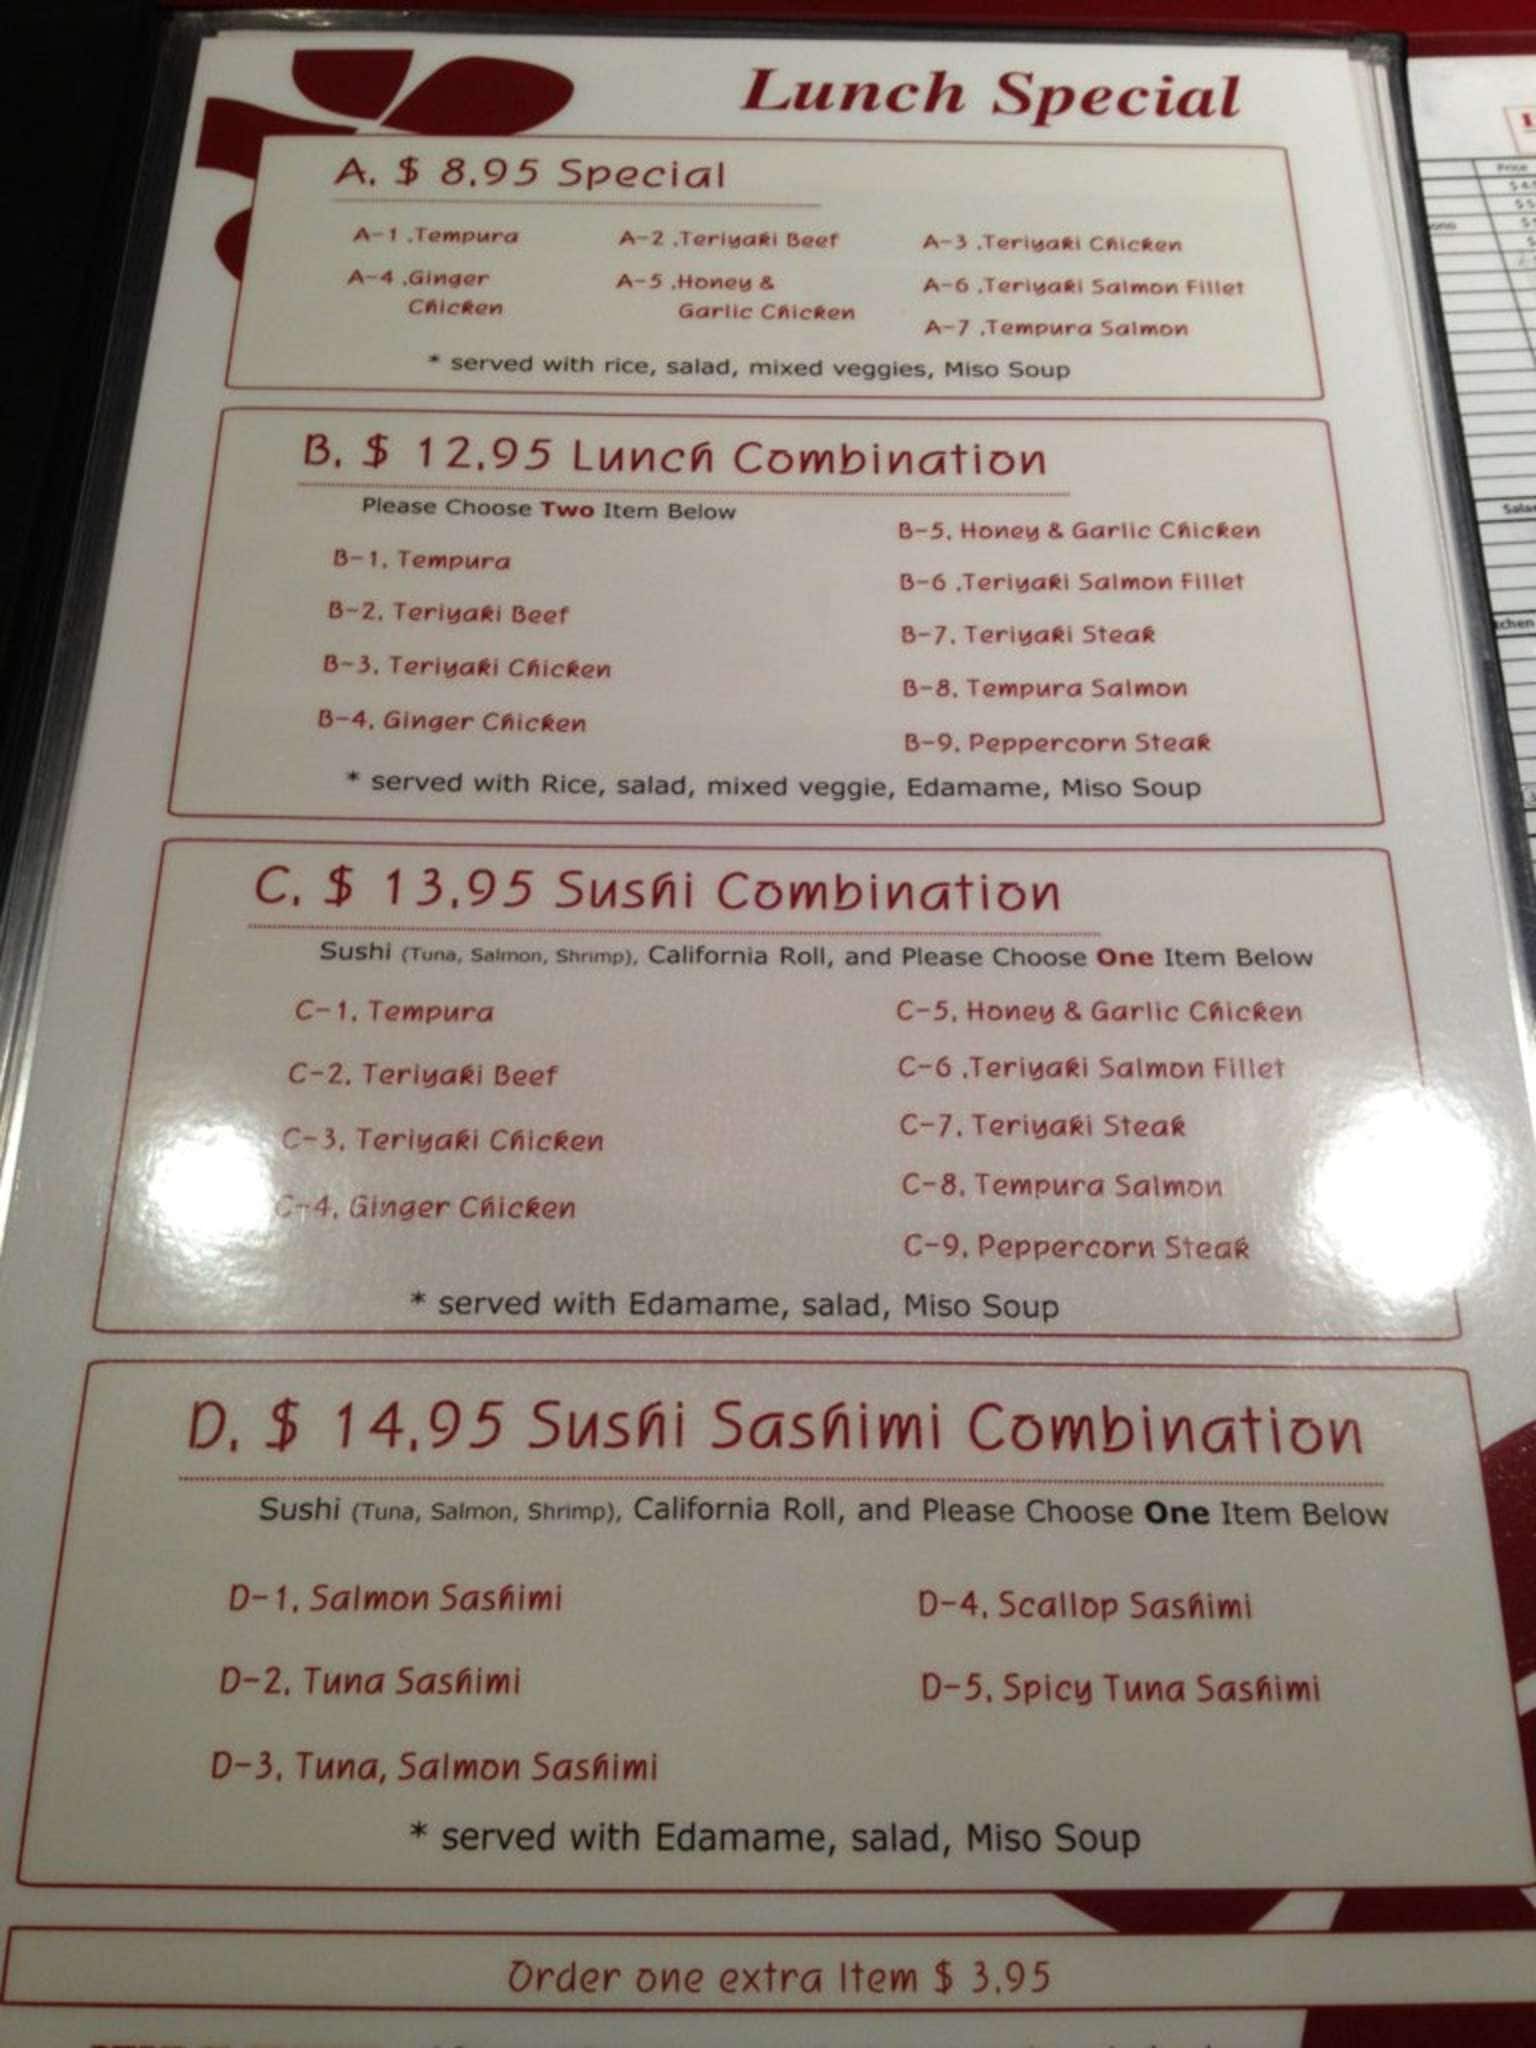 Lunch Special
A. $ 8.95 Special
A-1 .Tempura
A-2 .Teriyaki Beef
A-3 .Teriyaki Chicken
A-4 .Ginger
Chicken
A-5 .Honey &
Garlic Chicken
A-6 .Teriyaki Salmon Fillet
A-7 .Tempura Salmon
* served with rice, salad, mixed veggies, Miso Soup
B. $ 12.95 Lunch Combination
Please Choose Two Item Below
B-1. Tempura
B-2. Teriyaki Beef
B-3. Teriyaki Chicken
B-4. Ginger Chicken
B-5. Honey & Garlic Chicken
B-6 .Teriyaki Salmon Fillet
B-7. Teriyaki Steak
B-8. Tempura Salmon
B-9. Peppercorn Steak
* served with Rice, salad, mixed veggie, Edamame, Miso Soup
C. $ 13.95 Sushi Combination
Sushi (Tuna, Salmon, Shrimp), California Roll, and Please Choose One Item Below
C-1. Tempura
C-2. Teriyaki Beef
C-3. Teriyaki Chicken
C-4. Ginger Chicken
C-5. Honey & Garlic Chicken
C-6 .Teriyaki Salmon Fillet
C-7. Teriyaki Steak
C-8. Tempura Salmon
C-9. Peppercorn Steak
* served with Edamame, salad, Miso Soup
D. $ 14.95 Sushi Sashimi Combination
Sushi (Tuna, Salmon, Shrimp), California Roll, and Please Choose One Item Below
D-1. Salmon Sashimi
D-2. Tuna Sashimi
D-3. Tuna, Salmon Sashimi
D-4. Scallop Sashimi
D-5. Spicy Tuna Sashimi
* served with Edamame, salad, Miso Soup
Order one extra Item $ 3.95
Price